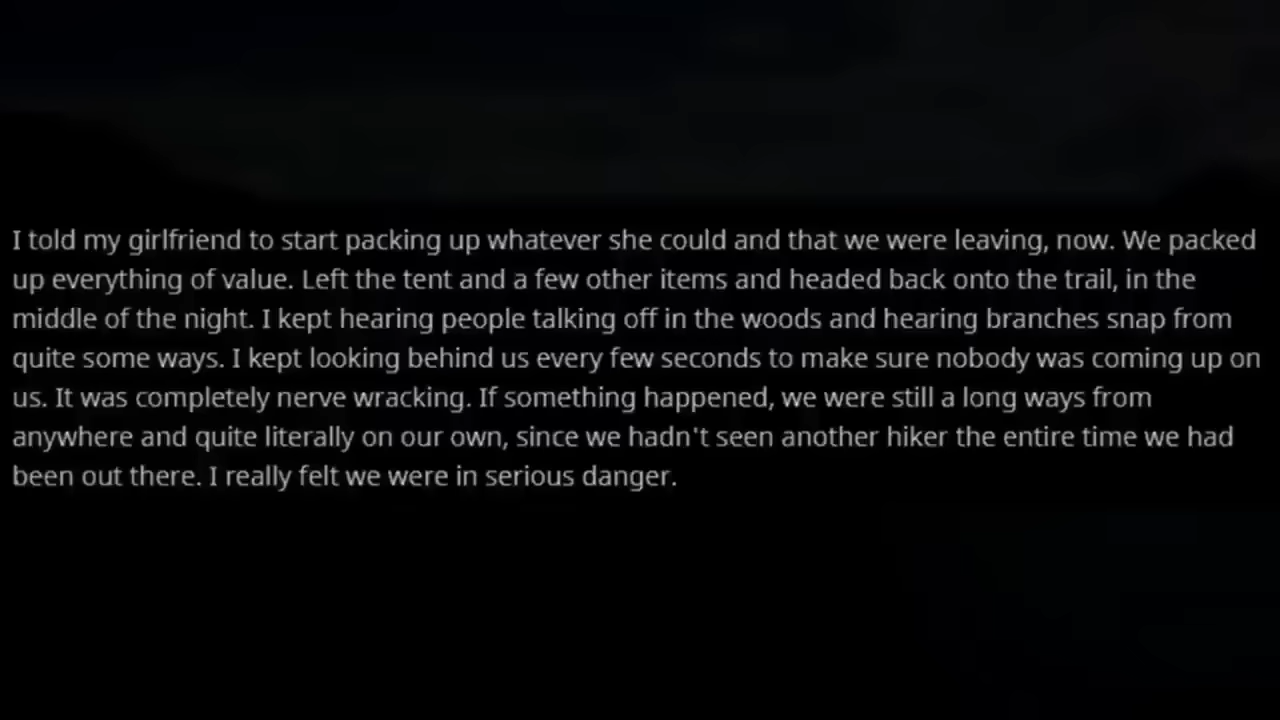 I told my girlfriend to start packing up whatever she could and that we were leaving, now. We packed
up everything of value. Left the tent and a few other items and headed back onto the trail, in the
middle of the night. I kept hearing people talking off in the woods and hearing branches snap from
quite some ways. I kept looking behind us every few seconds to make sure nobody was coming up on
us. It was completely nerve wracking. If something happened, we were still a long ways from
anywhere and quite literally on our own, since we hadn't seen another hiker the entire time we had
been out there. I really felt we were in serious danger.